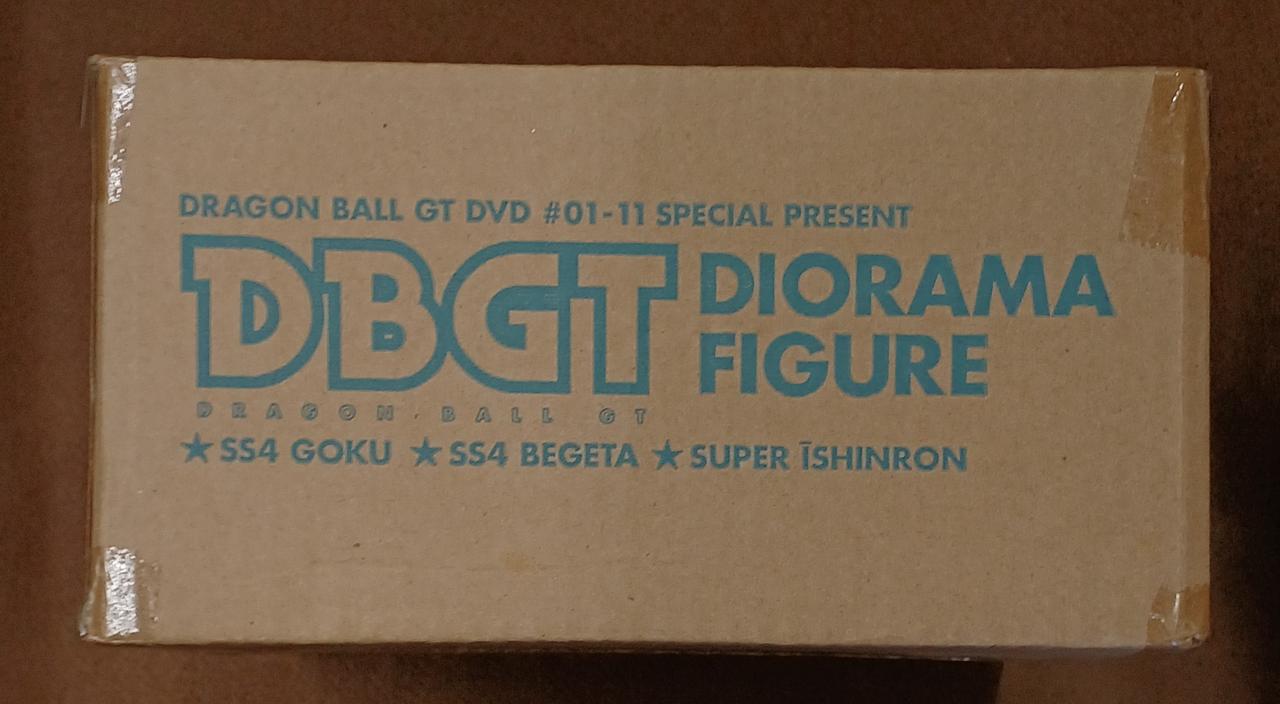 DRAGON BALL GT DVD #01-11 SPECIAL PRESENT
DBGT
DRAGON BALL GT
DIORAMA
FIGURE
★SS4 GOKU ★SS4 BEGETA ★SUPER ĪSHINRON